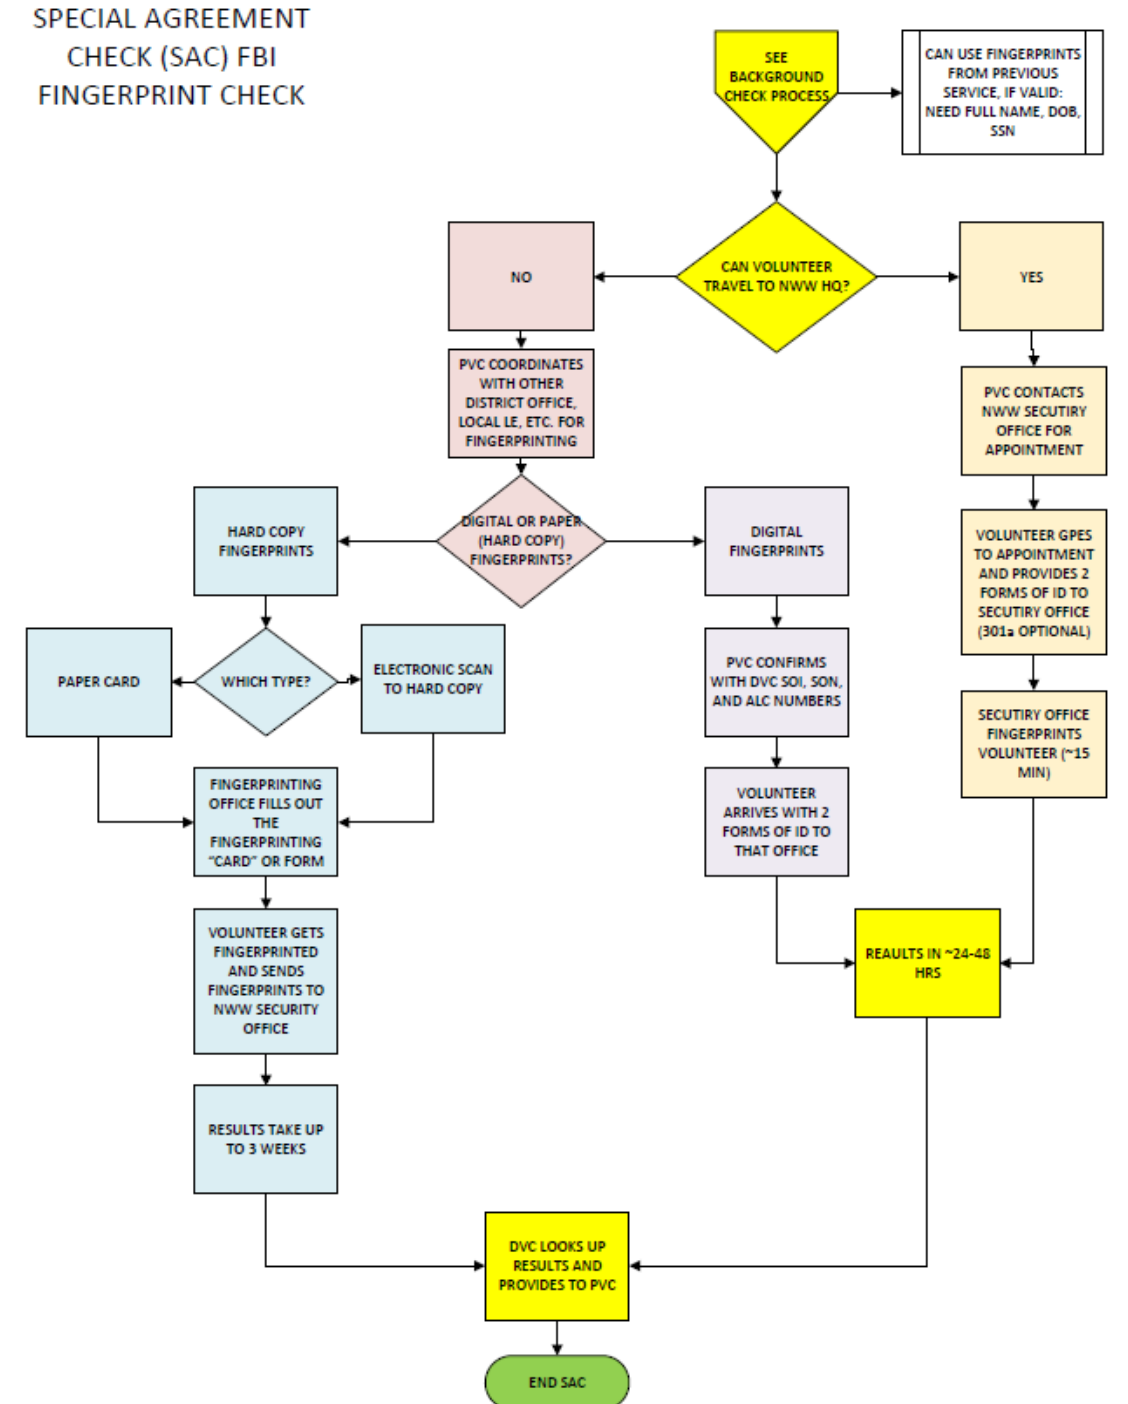 SPECIAL AGREEMENT
CHECK (SAC) FBI
FINGERPRINT CHECK
SEE
BACKGROUND
CHECK PROCESS
CAN USE FINGERPRINTS
FROM PREVIOUS
SERVICE, IF VALID:
NEED FULL NAME, DOB,
SSN
CAN VOLUNTEER
TRAVEL TO NWW HQ?
NO
YES
PVC COORDINATES
WITH OTHER
DISTRICT OFFICE,
LOCAL LE, ETC. FOR
FINGERPRINTING
PVC CONTACTS
NWW SECUTIRY
OFFICE FOR
APPOINTMENT
DIGITAL OR PAPER
(HARD COPY)
FINGERPRINTS?
HARD COPY
FINGERPRINTS
DIGITAL
FINGERPRINTS
VOLUNTEER GPES
TO APPOINTMENT
AND PROVIDES 2
FORMS OF ID TO
SECUTIRY OFFICE
(301a OPTIONAL)
PAPER CARD
WHICH TYPE?
ELECTRONIC SCAN
TO HARD COPY
PVC CONFIRMS
WITH DVC SOI, SON,
AND ALC NUMBERS
SECUTIRY OFFICE
FINGERPRINTS
VOLUNTEER (~15
MIN)
FINGERPRINTING
OFFICE FILLS OUT
THE
FINGERPRINTING
"CARD" OR FORM
VOLUNTEER
ARRIVES WITH 2
FORMS OF ID TO
THAT OFFICE
VOLUNTEER GETS
FINGERPRINTED
AND SENDS
FINGERPRINTS TO
NWW SECURITY
OFFICE
REAULTS IN ~24-48
HRS
RESULTS TAKE UP
TO 3 WEEKS
DVC LOOKS UP
RESULTS AND
PROVIDES TO PVC
END SAC